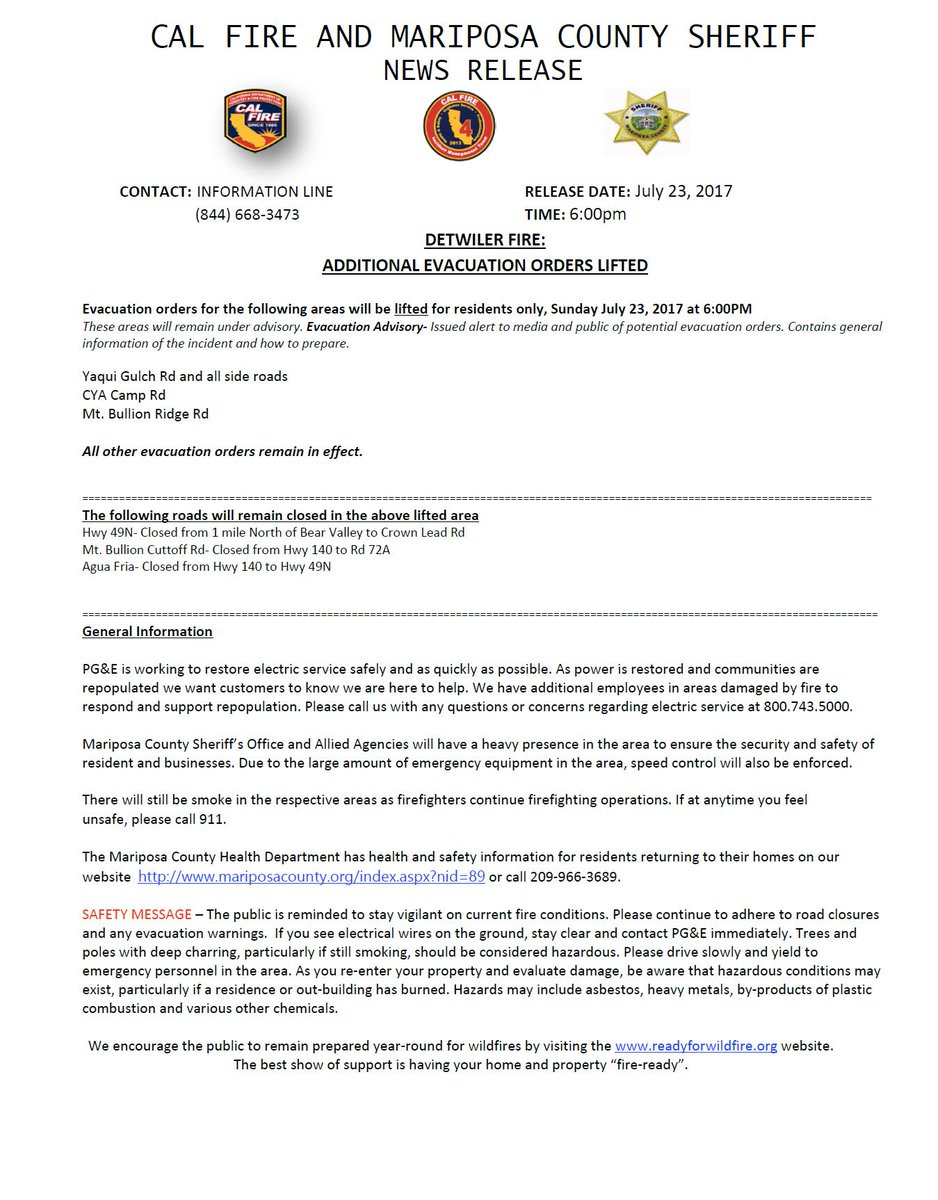 CAL FIRE AND MARIPOSA COUNTY SHERIFF
NEWS RELEASE
CAL
FIRE
SINCE 1885
CAL FIRE
4
2013
SHERIFF
MARIPOSA COUNTY
CONTACT: INFORMATION LINE
(844) 668-3473
RELEASE DATE: July 23, 2017
TIME: 6:00pm
DETWILER FIRE:
ADDITIONAL EVACUATION ORDERS LIFTED
Evacuation orders for the following areas will be lifted for residents only, Sunday July 23, 2017 at 6:00PM
These areas will remain under advisory. Evacuation Advisory- Issued alert to media and public of potential evacuation orders. Contains general
information of the incident and how to prepare.
Yaqui Gulch Rd and all side roads
CYA Camp Rd
Mt. Bullion Ridge Rd
All other evacuation orders remain in effect.
The following roads will remain closed in the above lifted area
Hwy 49N- Closed from 1 mile North of Bear Valley to Crown Lead Rd
Mt. Bullion Cuttoff Rd- Closed from Hwy 140 to Rd 72A
Agua Fria- Closed from Hwy 140 to Hwy 49N
General Information
PG&E is working to restore electric service safely and as quickly as possible. As power is restored and communities are
repopulated we want customers to know we are here to help. We have additional employees in areas damaged by fire to
respond and support repopulation. Please call us with any questions or concerns regarding electric service at 800.743.5000.
Mariposa County Sheriff's Office and Allied Agencies will have a heavy presence in the area to ensure the security and safety of
resident and businesses. Due to the large amount of emergency equipment in the area, speed control will also be enforced.
There will still be smoke in the respective areas as firefighters continue firefighting operations. If at anytime you feel
unsafe, please call 911.
The Mariposa County Health Department has health and safety information for residents returning to their homes on our
website http://www.mariposacounty.org/index.aspx?nid=89 or call 209-966-3689.
SAFETY MESSAGE – The public is reminded to stay vigilant on current fire conditions. Please continue to adhere to road closures
and any evacuation warnings. If you see electrical wires on the ground, stay clear and contact PG&E immediately. Trees and
poles with deep charring, particularly if still smoking, should be considered hazardous. Please drive slowly and yield to
emergency personnel in the area. As you re-enter your property and evaluate damage, be aware that hazardous conditions may
exist, particularly if a residence or out-building has burned. Hazards may include asbestos, heavy metals, by-products of plastic
combustion and various other chemicals.
We encourage the public to remain prepared year-round for wildfires by visiting the www.readyforwildfire.org website.
The best show of support is having your home and property “fire-ready”.